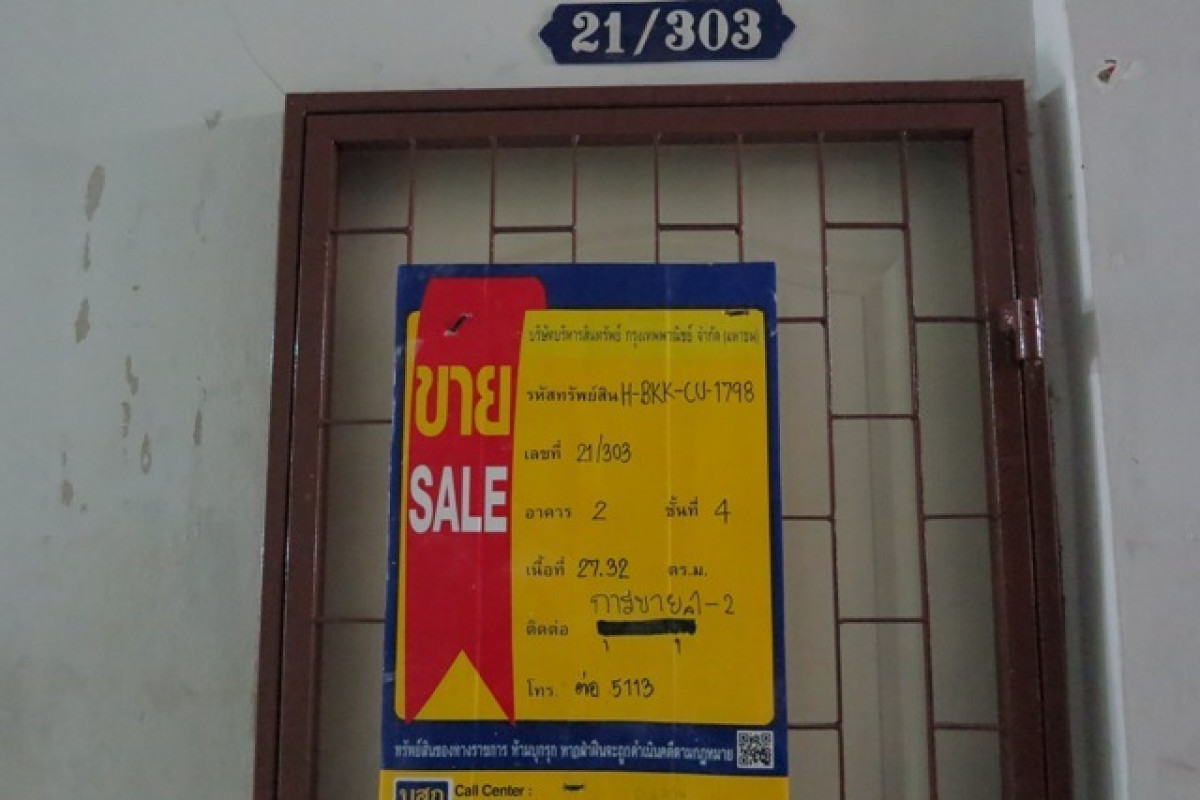 21/303
ขาย
SALE
บริษัทบริหารสินทรัพย์ กรุงเทพพาณิชย์ จำกัด (มหาชน)
รหัสทรัพย์สิน H-BKK-CU-1798
เลขที่ 21/303
อาคาร 2 ชั้นที่ 4
เนื้อที่ 27.32 ตร.ม.
การขาย 1-2
ติดต่อ
โทร. ต่อ 5113
ทรัพย์สินของทางราชการ ห้ามบุกรุก หากฝ่าฝืนจะถูกดำเนินคดีตามกฎหมาย
บสก Call Center :